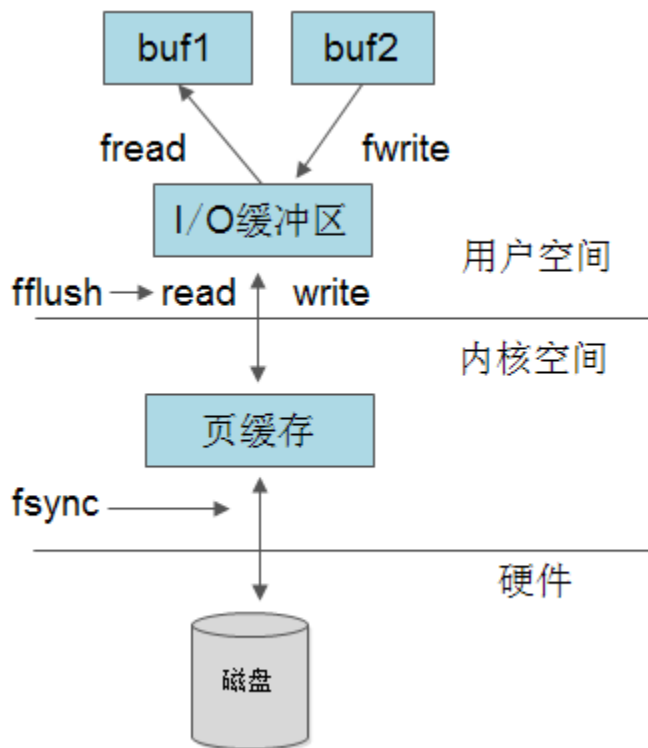 buf1 buf2
fread fwrite
I/O缓冲区
用户空间
fflush read write
内核空间
页缓存
fsync
硬件
磁盘